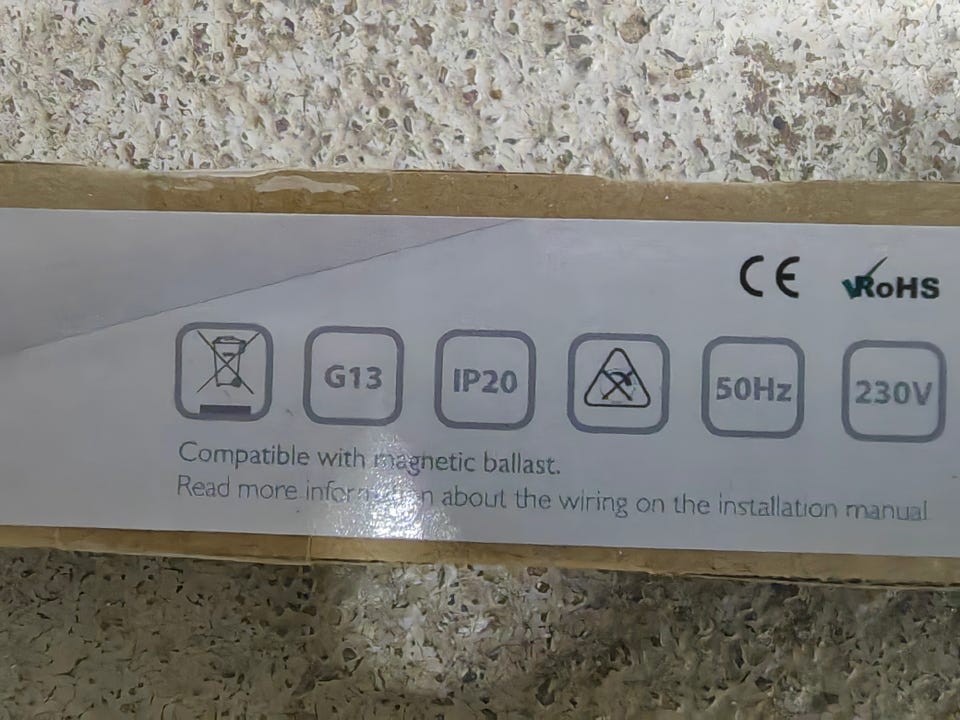 CE RoHS
G13 IP20 50Hz 230V
Compatible with magnetic ballast.
Read more information about the wiring on the installation manual